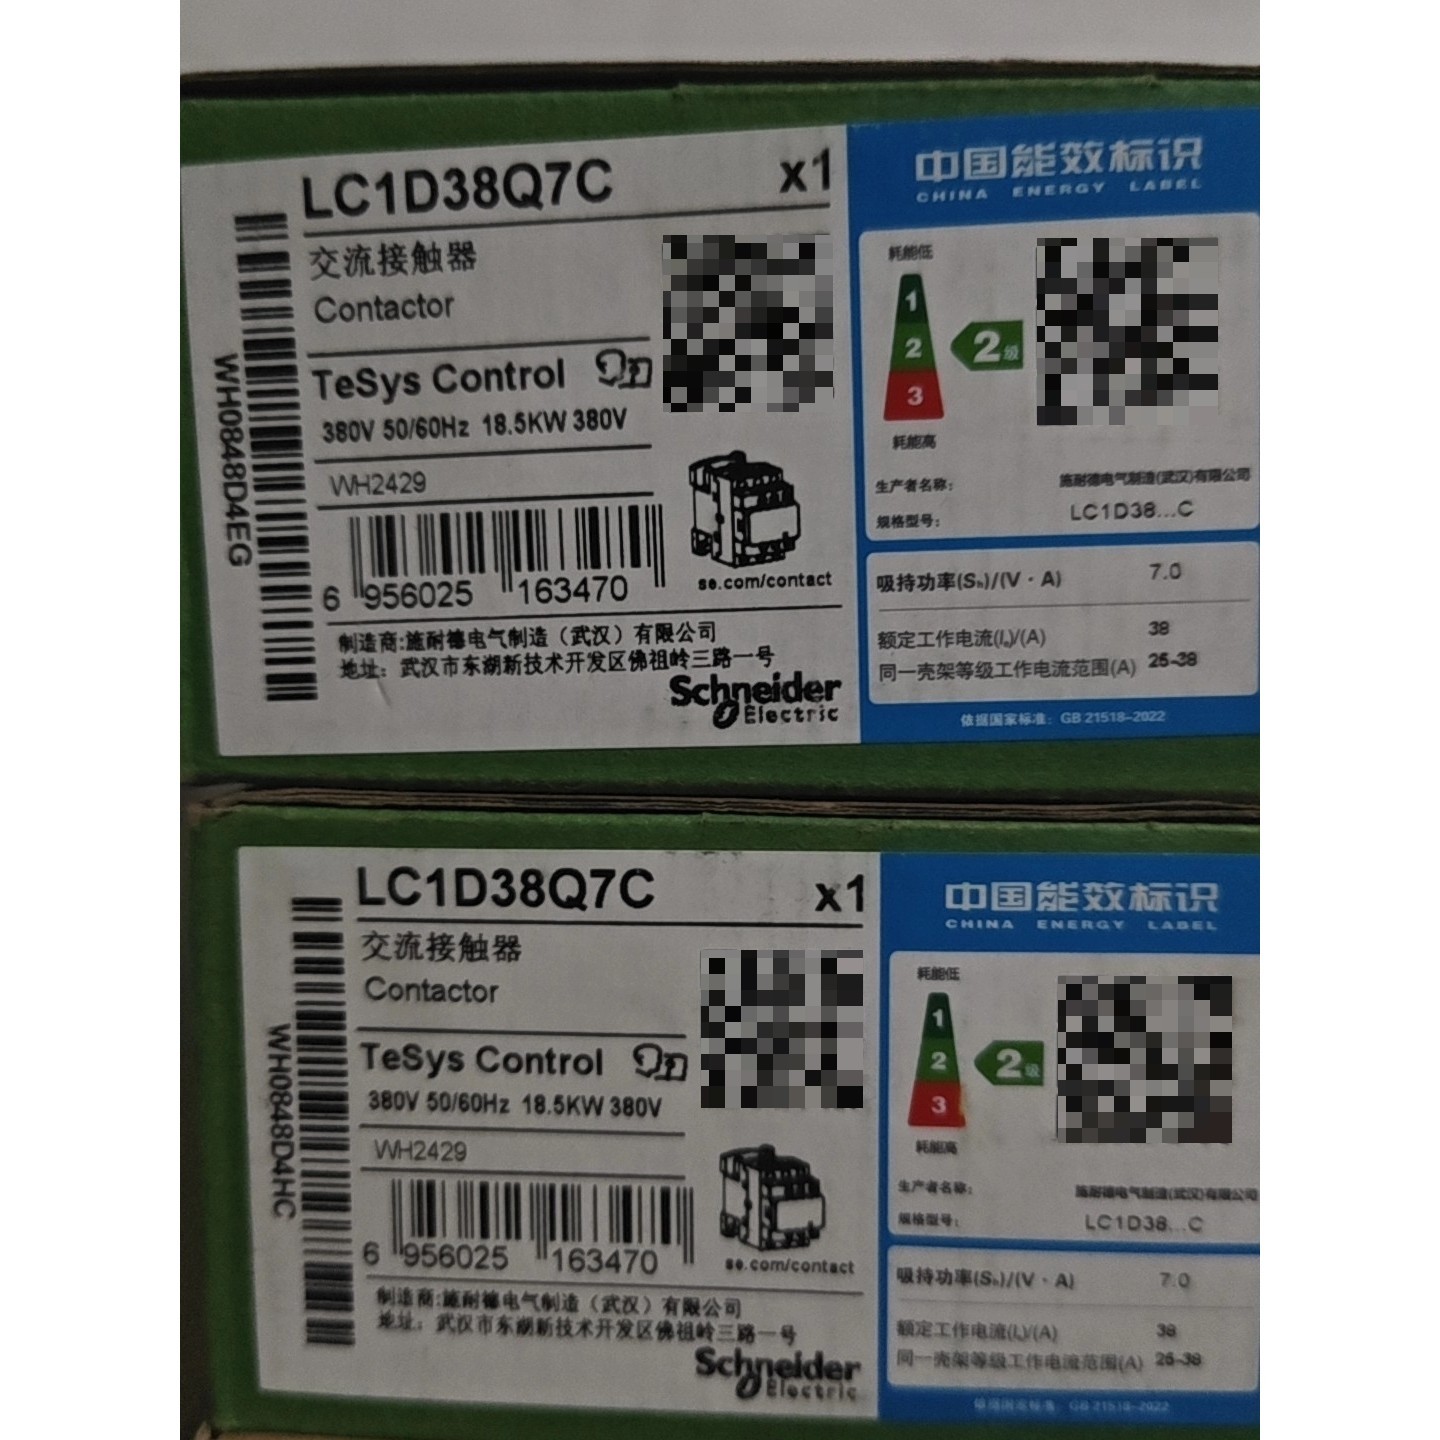 LC1D38Q7C x1
交流接触器
Contactor
TeSys Control
380V 50/60Hz 18.5KW 380V
WH2429
6 956025 163470
WH0848D4EG
se.com/contact
制造商:施耐德电气制造（武汉）有限公司
地址：武汉市东湖新技术开发区佛祖岭三路一号
Schneider
Electric
中国能效标识
CHINA ENERGY LABEL
耗能低
1
2
3
2级
耗能高
生产者名称： 施耐德电气制造(武汉)有限公司
规格型号： LC1D38...C
吸持功率(Sₕ)/(V·A) 7.0
额定工作电流(Iₑ)/(A) 38
同一壳架等级工作电流范围(A) 25-38
依据国家标准：GB 21518-2022
LC1D38Q7C x1
交流接触器
Contactor
TeSys Control
380V 50/60Hz 18.5KW 380V
WH2429
6 956025 163470
WH0848D4HC
se.com/contact
制造商:施耐德电气制造（武汉）有限公司
地址：武汉市东湖新技术开发区佛祖岭三路一号
Schneider
Electric
中国能效标识
CHINA ENERGY LABEL
耗能低
1
2
3
2级
耗能高
生产者名称： 施耐德电气制造(武汉)有限公司
规格型号： LC1D38...C
吸持功率(Sₕ)/(V·A) 7.0
额定工作电流(Iₑ)/(A) 38
同一壳架等级工作电流范围(A) 25-38
依据国家标准：GB 21518-2022